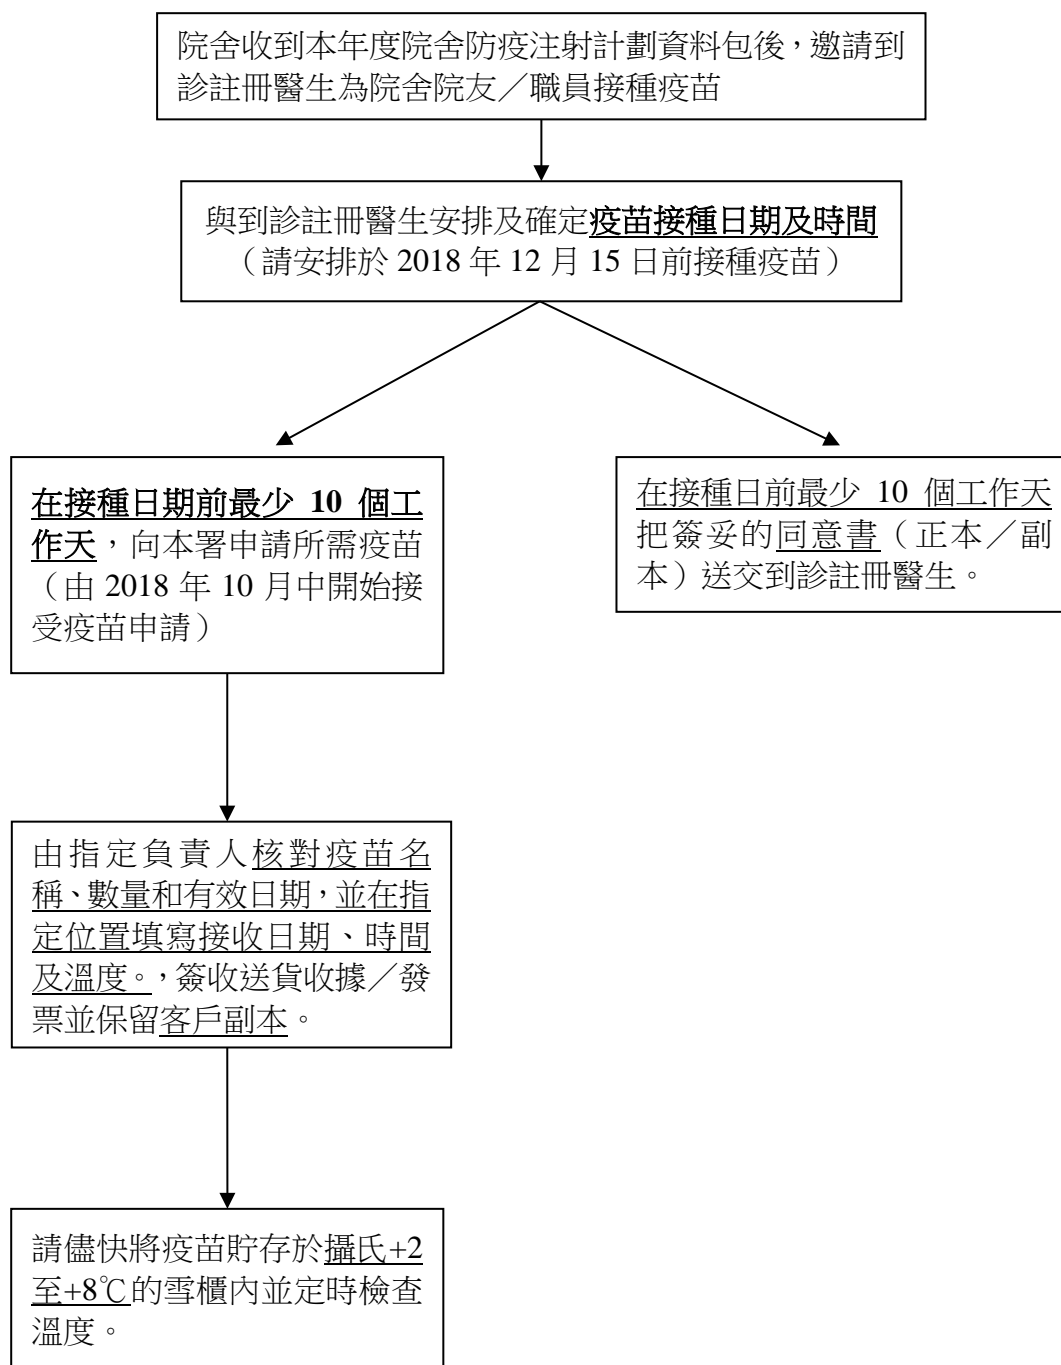 院舍收到本年度院舍防疫注射計劃資料包後，邀請到
診註冊醫生為院舍院友／職員接種疫苗
與到診註冊醫生安排及確定疫苗接種日期及時間
（請安排於 2018 年 12 月 15 日前接種疫苗）
在接種日期前最少 10 個工
作天，向本署申請所需疫苗
（由 2018 年 10 月中開始接
受疫苗申請）
在接種日前最少 10 個工作天
把簽妥的同意書（正本／副
本）送交到診註冊醫生。
由指定負責人核對疫苗名
稱、數量和有效日期，並在指
定位置填寫接收日期、時間
及溫度。，簽收送貨收據／發
票並保留客戶副本。
請儘快將疫苗貯存於攝氏+2
至+8℃的雪櫃內並定時檢查
溫度。